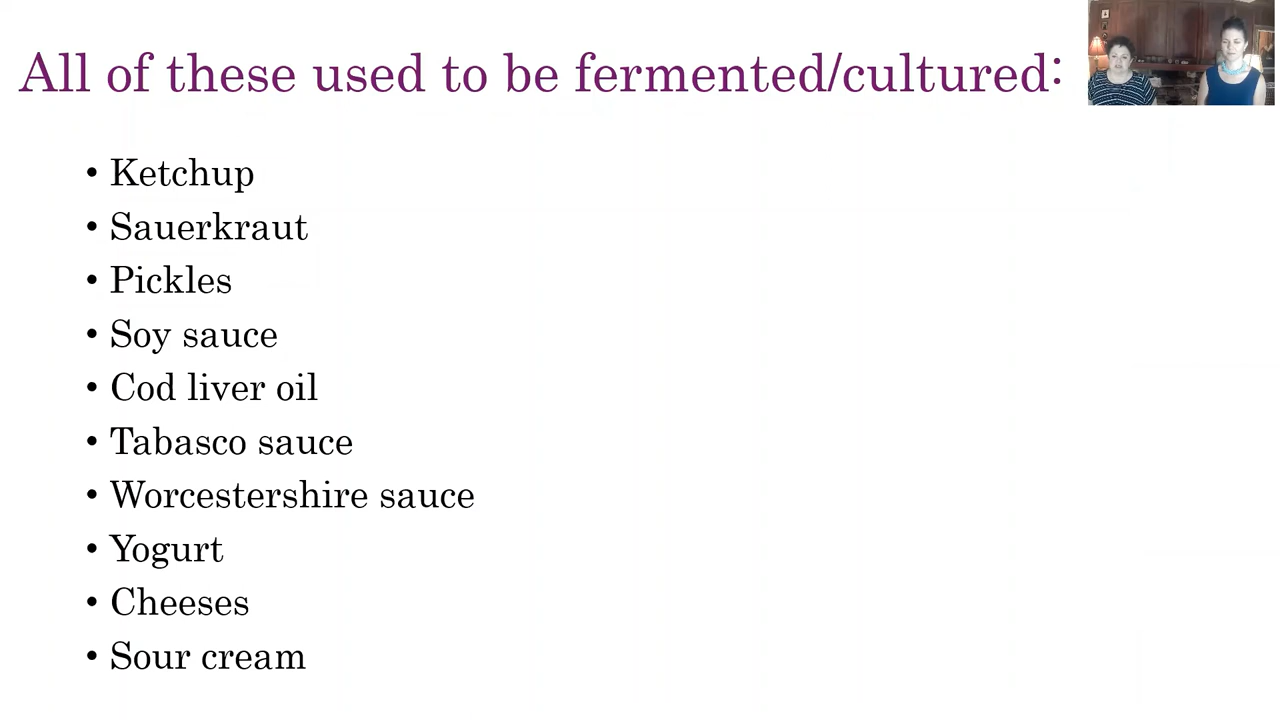 All of these used to be fermented/cultured:
• Ketchup
• Sauerkraut
• Pickles
• Soy sauce
• Cod liver oil
• Tabasco sauce
• Worcestershire sauce
• Yogurt
• Cheeses
• Sour cream